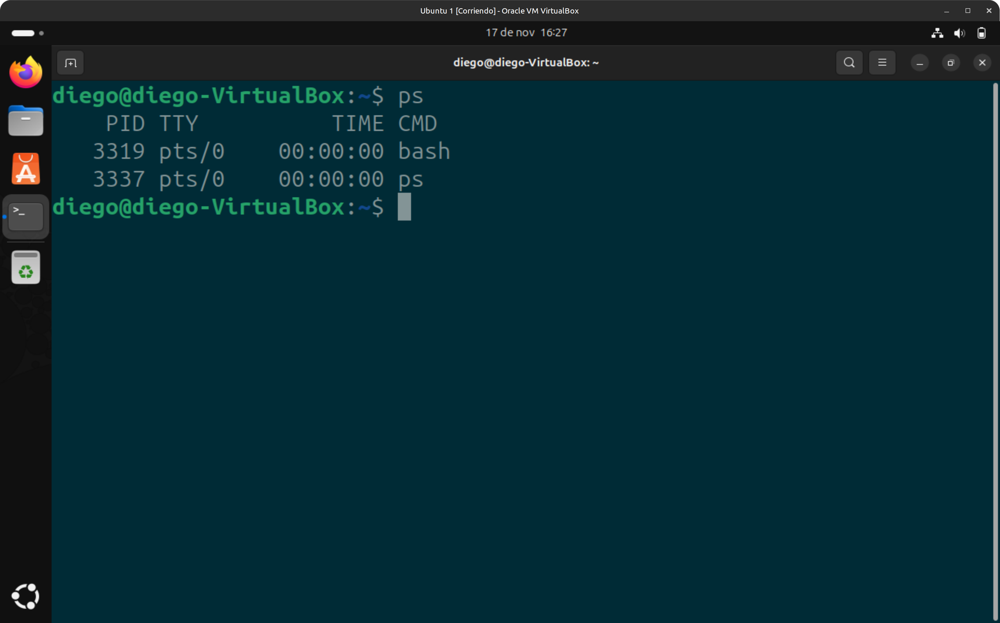 Ubuntu 1 [Corriendo] - Oracle VM VirtualBox
17 de nov 16:27
diego@diego-VirtualBox: ~
diego@diego-VirtualBox:~$ ps
PID TTY TIME CMD
3319 pts/0 00:00:00 bash
3337 pts/0 00:00:00 ps
diego@diego-VirtualBox:~$